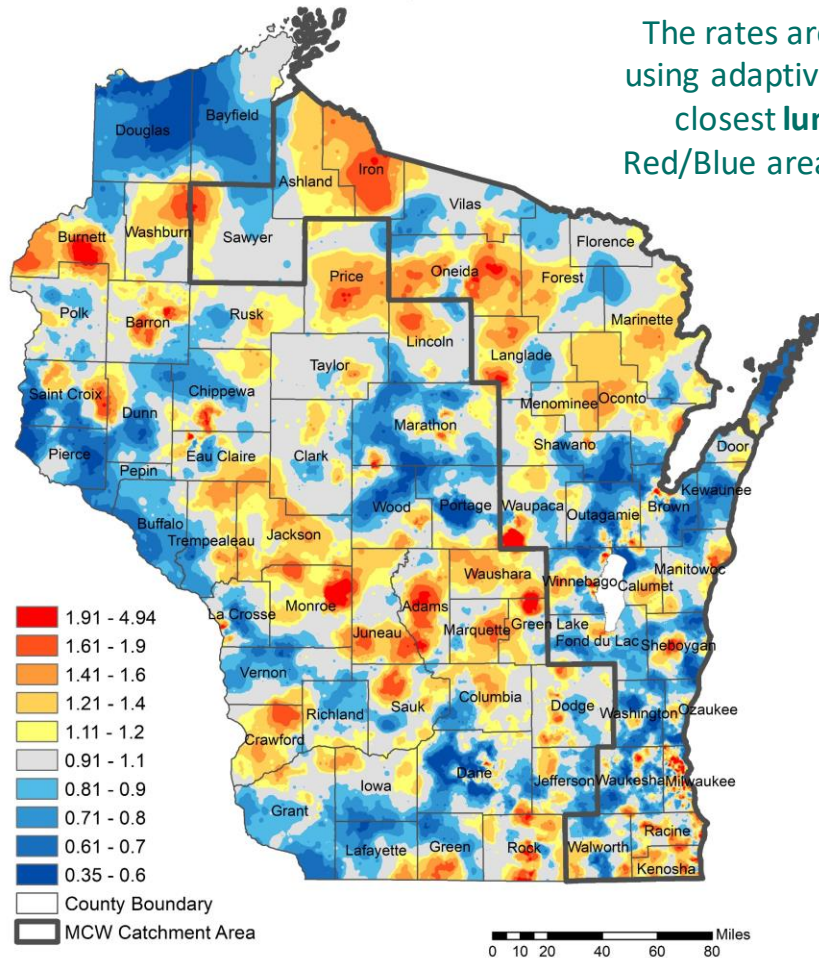 The rates are
using adaptiv
closest lur
Red/Blue area
Douglas
Bayfield
Iron
Ashland
Vilas
Burnett
Washburn
Sawyer
Florence
Price
Oneida
Forest
Polk
Barron
Rusk
Lincoln
Marinette
Langlade
Taylor
Saint Croix
Chippewa
Menominee
Oconto
Dunn
Marathon
Shawano
Door
Pierce
Eau Claire
Clark
Pepin
Kewaunee
Wood
Portage
Waupaca
Outagamie
Brown
Buffalo
Trempealeau
Jackson
Waushara
Winnebago
Calumet
Manitowoc
La Crosse
Monroe
Adams
Juneau
Marquette
Green Lake
Fond du Lac
Sheboygan
Vernon
Columbia
Richland
Sauk
Dodge
Washington
Ozaukee
Crawford
Dane
Iowa
Jefferson
Waukesha
Milwaukee
Grant
Racine
Lafayette
Green
Rock
Walworth
Kenosha
1.91 - 4.94
1.61 - 1.9
1.41 - 1.6
1.21 - 1.4
1.11 - 1.2
0.91 - 1.1
0.81 - 0.9
0.71 - 0.8
0.61 - 0.7
0.35 - 0.6
County Boundary
MCW Catchment Area
Miles
0 10 20 40 60 80